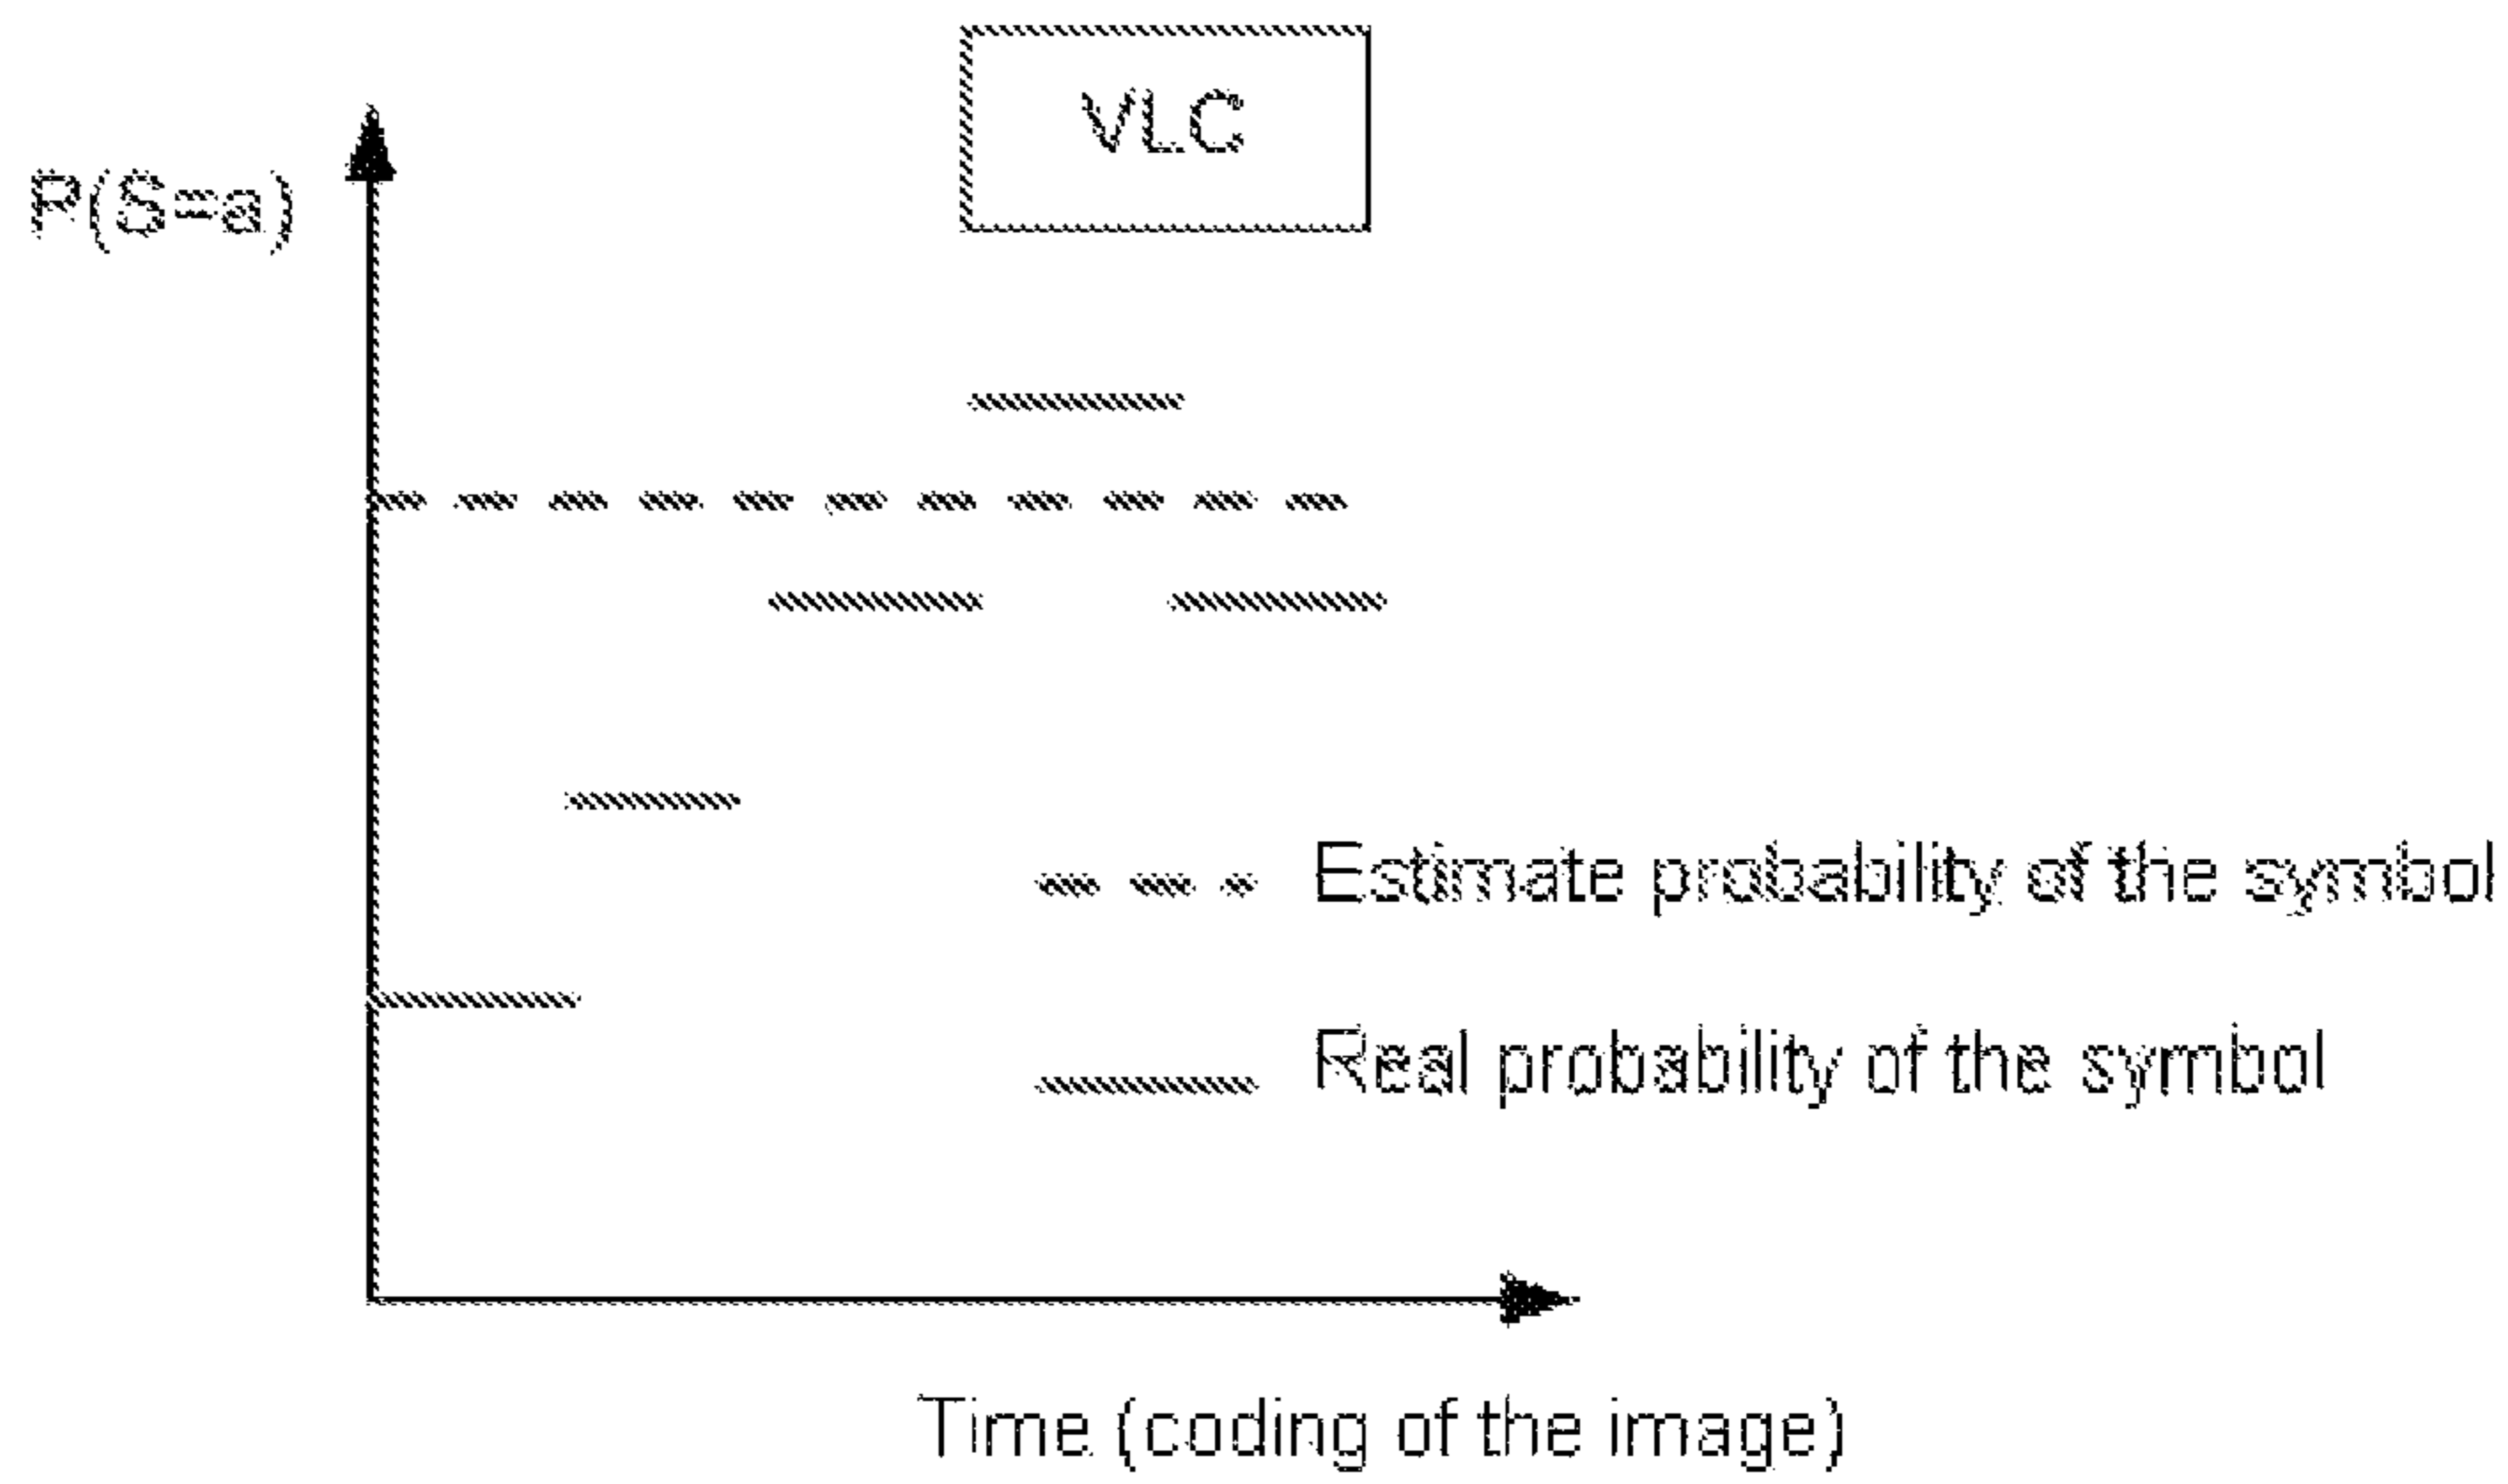 VLC
P(S=a)
Estimate probability of the symbol
Real probability of the symbol
Time (coding of the image)